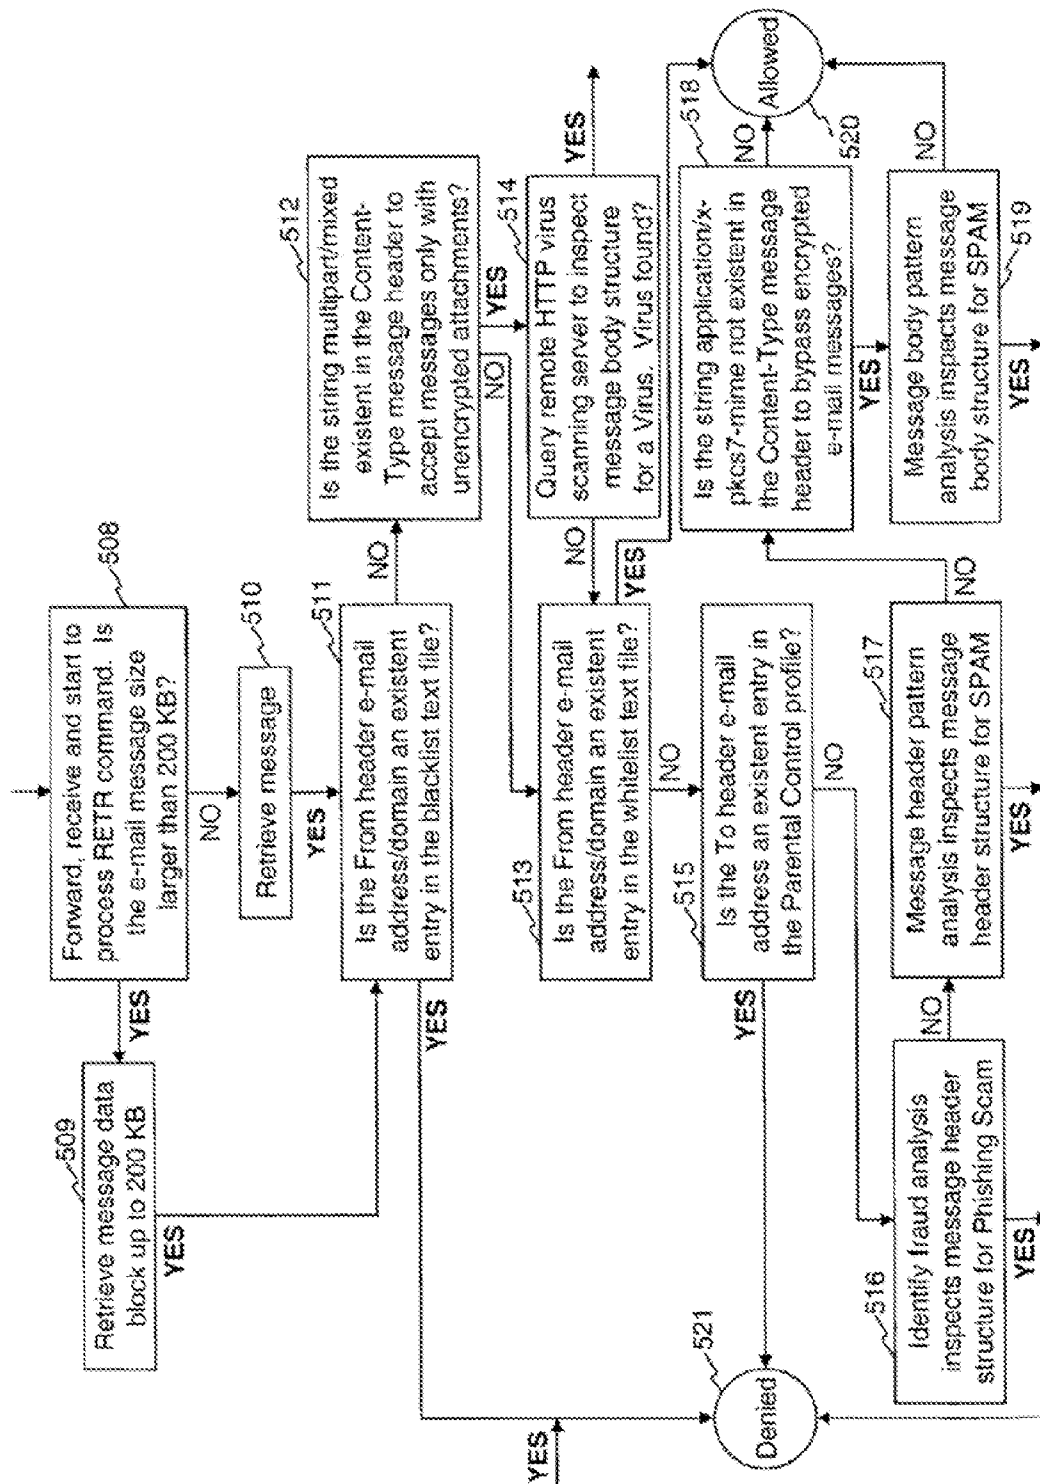 508
Forward, receive and start to
process RETR command. Is
the e-mail message size
larger than 200 KB?
YES
NO
509
Retrieve message data
block up to 200 KB
YES
510
Retrieve message
YES
511
Is the From header e-mail
address/domain an existent
entry in the blacklist text file?
YES
NO
512
Is the string multipart/mixed
existent in the Content-
Type message header to
accept messages only with
unencrypted attachments?
NO
YES
514
Query remote HTTP virus
scanning server to inspect
message body structure
for a Virus. Virus found?
YES
NO
513
Is the From header e-mail
address/domain an existent
entry in the whitelist text file?
YES
NO
515
Is the To header e-mail
address an existent entry in
the Parental Control profile?
YES
NO
YES
521
Denied
516
Identify fraud analysis
inspects message header
structure for Phishing Scam
NO
YES
517
Message header pattern
analysis inspects message
header structure for SPAM
NO
YES
518
Is the string application/x-
pkcs7-mime not existent in
the Content-Type message
header to bypass encrypted
e-mail messages?
NO
YES
519
Message body pattern
analysis inspects message
body structure for SPAM
NO
YES
Allowed
520